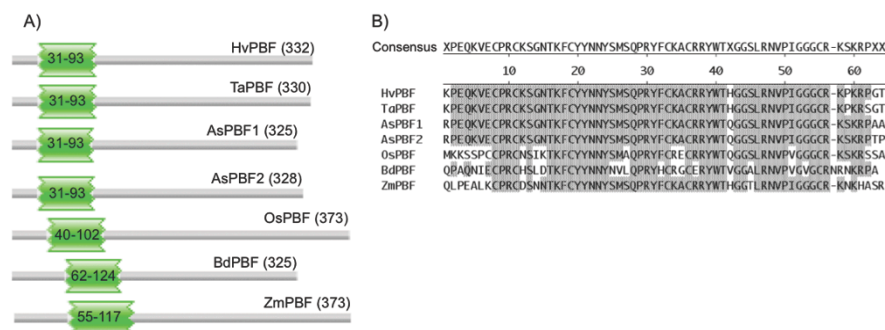 A)
HvPBF (332)
31-93
TaPBF (330)
31-93
AsPBF1 (325)
31-93
AsPBF2 (328)
31-93
OsPBF (373)
40-102
BdPBF (325)
62-124
ZmPBF (373)
55-117
B)
Consensus XPEQKVECPRCKSGNTKFCYYNNYSMSQPRYFCKACRRYWTXGGSLRNVPIGGGCR-KSKRPXX
10 20 30 40 50 60
HvPBF KPEQKVECPRCKSGNTKFCYYNNYSMSQPRYFCKACRRYWTHGGSLRNVPIGGGCR-KPKRPGT
TaPBF KPEQKVECPRCKSGNTKFCYYNNYSMSQPRYFCKACRRYWTHGGSLRNVPIGGGCR-KPKRSGT
AsPBF1 RPEQKVECPRCKSGNTKFCYYNNYSMSQPRYFCKACRRYWTQGGSLRNVPIGGGCR-KSKRPAA
AsPBF2 RPEQKVECPRCKSGNTKFCYYNNYSMSQPRYFCKACRRYWTQGGSLRNVPIGGGCR-KSKRPTP
OsPBF MKKSSPCCPRCNSIKTKFCYYNNYSMAQPRYFCRECRRYWTQGGSLRNVPVGGGCR-KSKRSSA
BdPBF QPAQNIECPRCHSLDTKFCYYNNYNVLQPRYHCRGCERYWTVGGALRNVPVGVGCRNRNKRPA
ZmPBF QLPEALKCPRCDSNNTKFCYYNNYSMSQPRYFCKACRRYWTHGGTLRNVPIGGGCR-KNKHASR